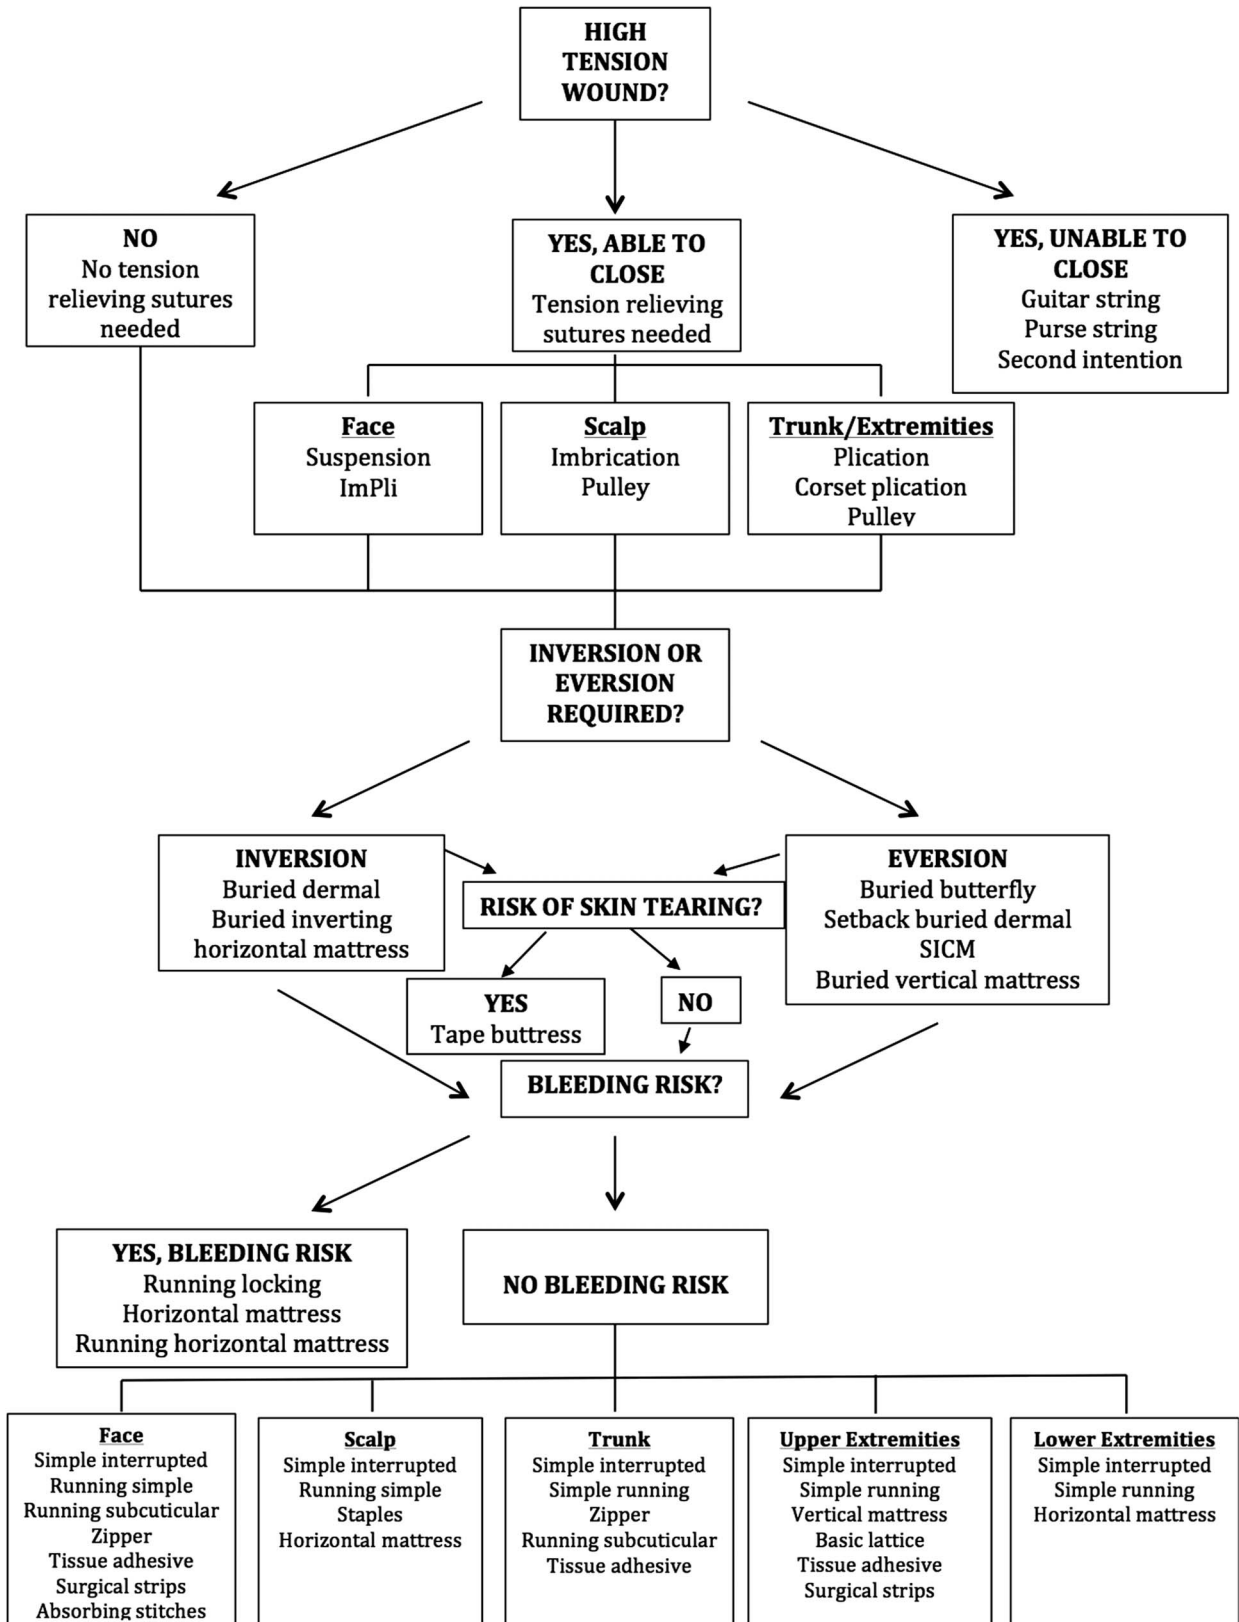 HIGH
TENSION
WOUND?
NO
No tension
relieving sutures
needed
YES, ABLE TO
CLOSE
Tension relieving
sutures needed
YES, UNABLE TO
CLOSE
Guitar string
Purse string
Second intention
Face
Suspension
ImPli
Scalp
Imbrication
Pulley
Trunk/Extremities
Plication
Corset plication
Pulley
INVERSION OR
EVERSION
REQUIRED?
INVERSION
Buried dermal
Buried inverting
horizontal mattress
RISK OF SKIN TEARING?
EVERSION
Buried butterfly
Setback buried dermal
SICM
Buried vertical mattress
YES
Tape buttress
NO
BLEEDING RISK?
YES, BLEEDING RISK
Running locking
Horizontal mattress
Running horizontal mattress
NO BLEEDING RISK
Face
Simple interrupted
Running simple
Running subcuticular
Zipper
Tissue adhesive
Surgical strips
Absorbing stitches
Scalp
Simple interrupted
Running simple
Staples
Horizontal mattress
Trunk
Simple interrupted
Simple running
Zipper
Running subcuticular
Tissue adhesive
Upper Extremities
Simple interrupted
Simple running
Vertical mattress
Basic lattice
Tissue adhesive
Surgical strips
Lower Extremities
Simple interrupted
Simple running
Horizontal mattress